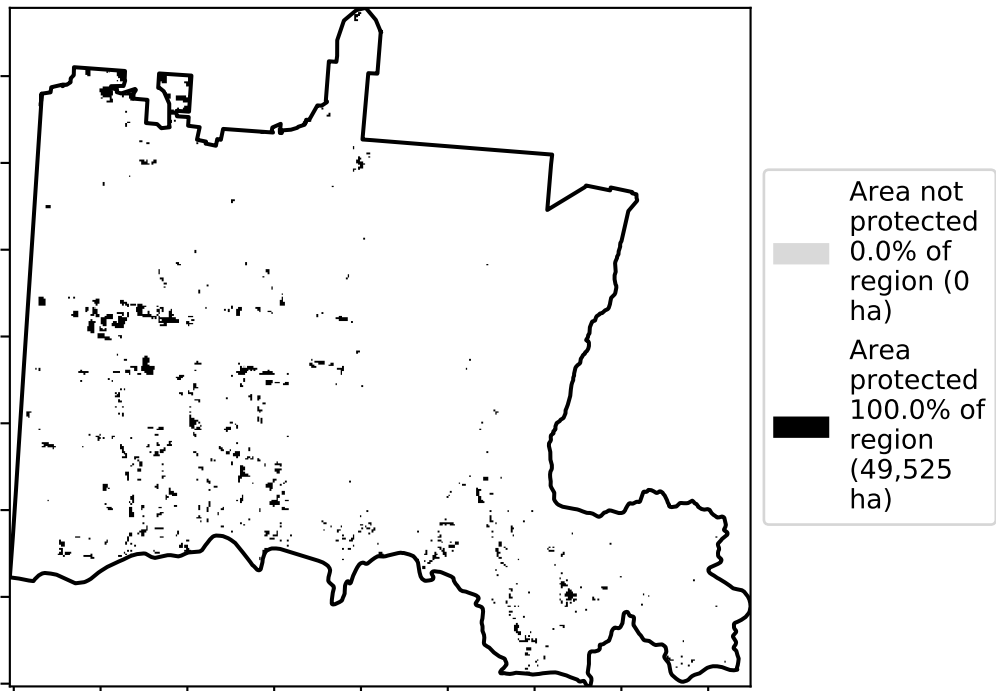 Area not
protected
0.0% of
region (0
ha)
Area
protected
100.0% of
region
(49,525
ha)